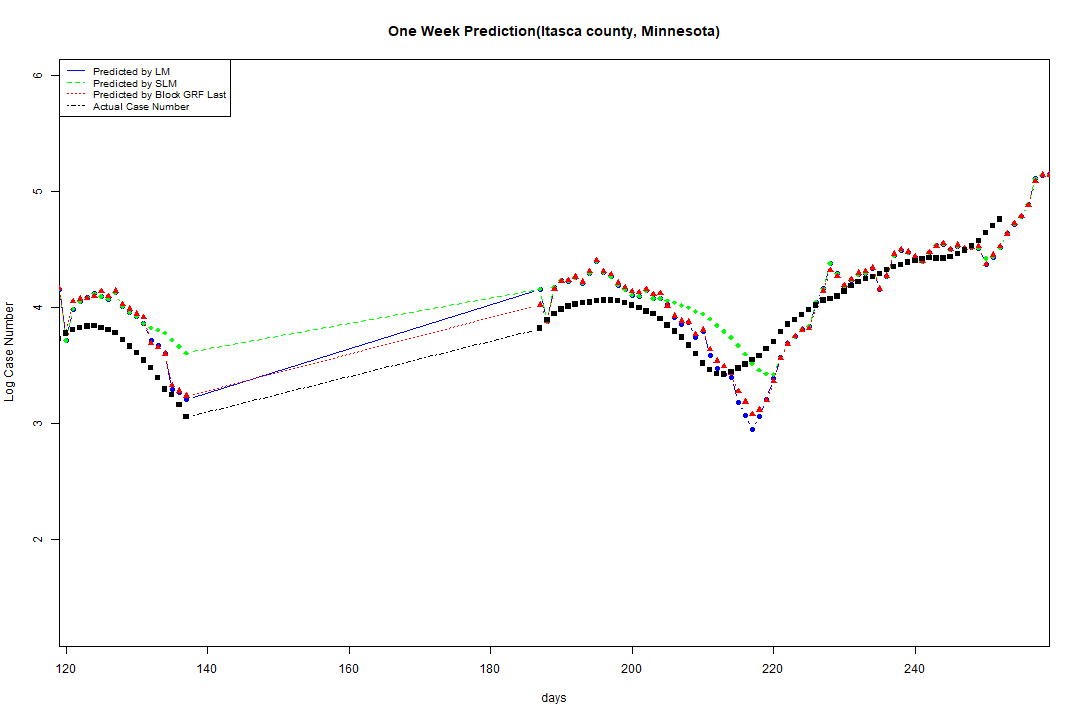 One Week Prediction(Itasca county, Minnesota)
Predicted by LM
Predicted by SLM
Predicted by Block GRF Last
Actual Case Number
6
5
4
3
2
Log Case Number
120 140 160 180 200 220 240
days